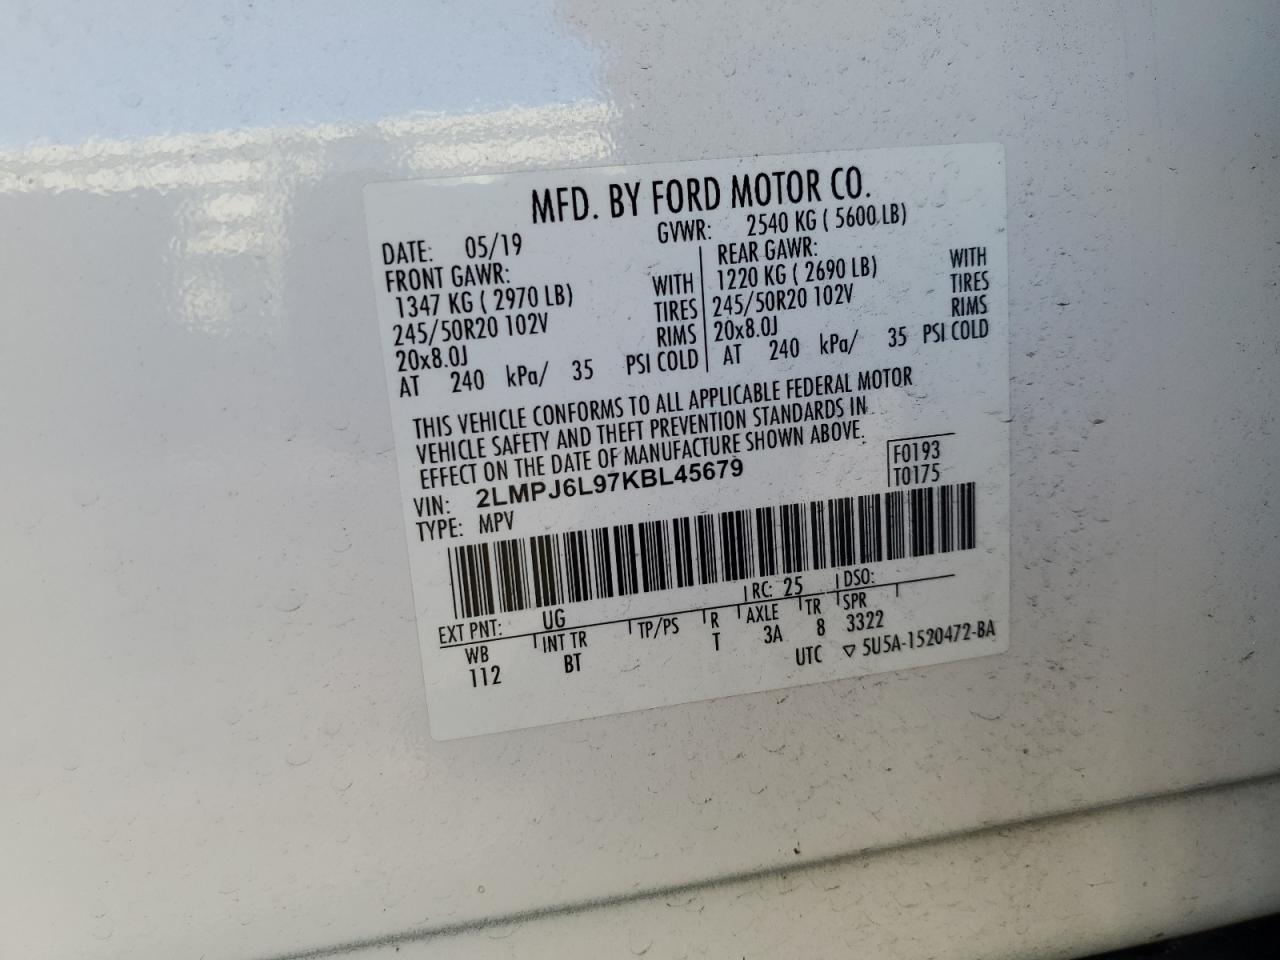 MFD. BY FORD MOTOR CO.
DATE: 05/19 GVWR: 2540 KG ( 5600 LB)
FRONT GAWR: REAR GAWR:
1347 KG ( 2970 LB) WITH 1220 KG ( 2690 LB) WITH
245/50R20 102V TIRES 245/50R20 102V TIRES
20x8.0J RIMS 20x8.0J RIMS
AT 240 kPa/ 35 PSI COLD AT 240 kPa/ 35 PSI COLD
THIS VEHICLE CONFORMS TO ALL APPLICABLE FEDERAL MOTOR
VEHICLE SAFETY AND THEFT PREVENTION STANDARDS IN
EFFECT ON THE DATE OF MANUFACTURE SHOWN ABOVE.
VIN: 2LMPJ6L97KBL45679 F0193
TYPE: MPV T0175
EXT PNT: UG RC: 25 DSO:
WB INT TR TP/PS R AXLE TR SPR
112 BT T 3A 8 3322
UTC ▽ 5U5A-1520472-BA